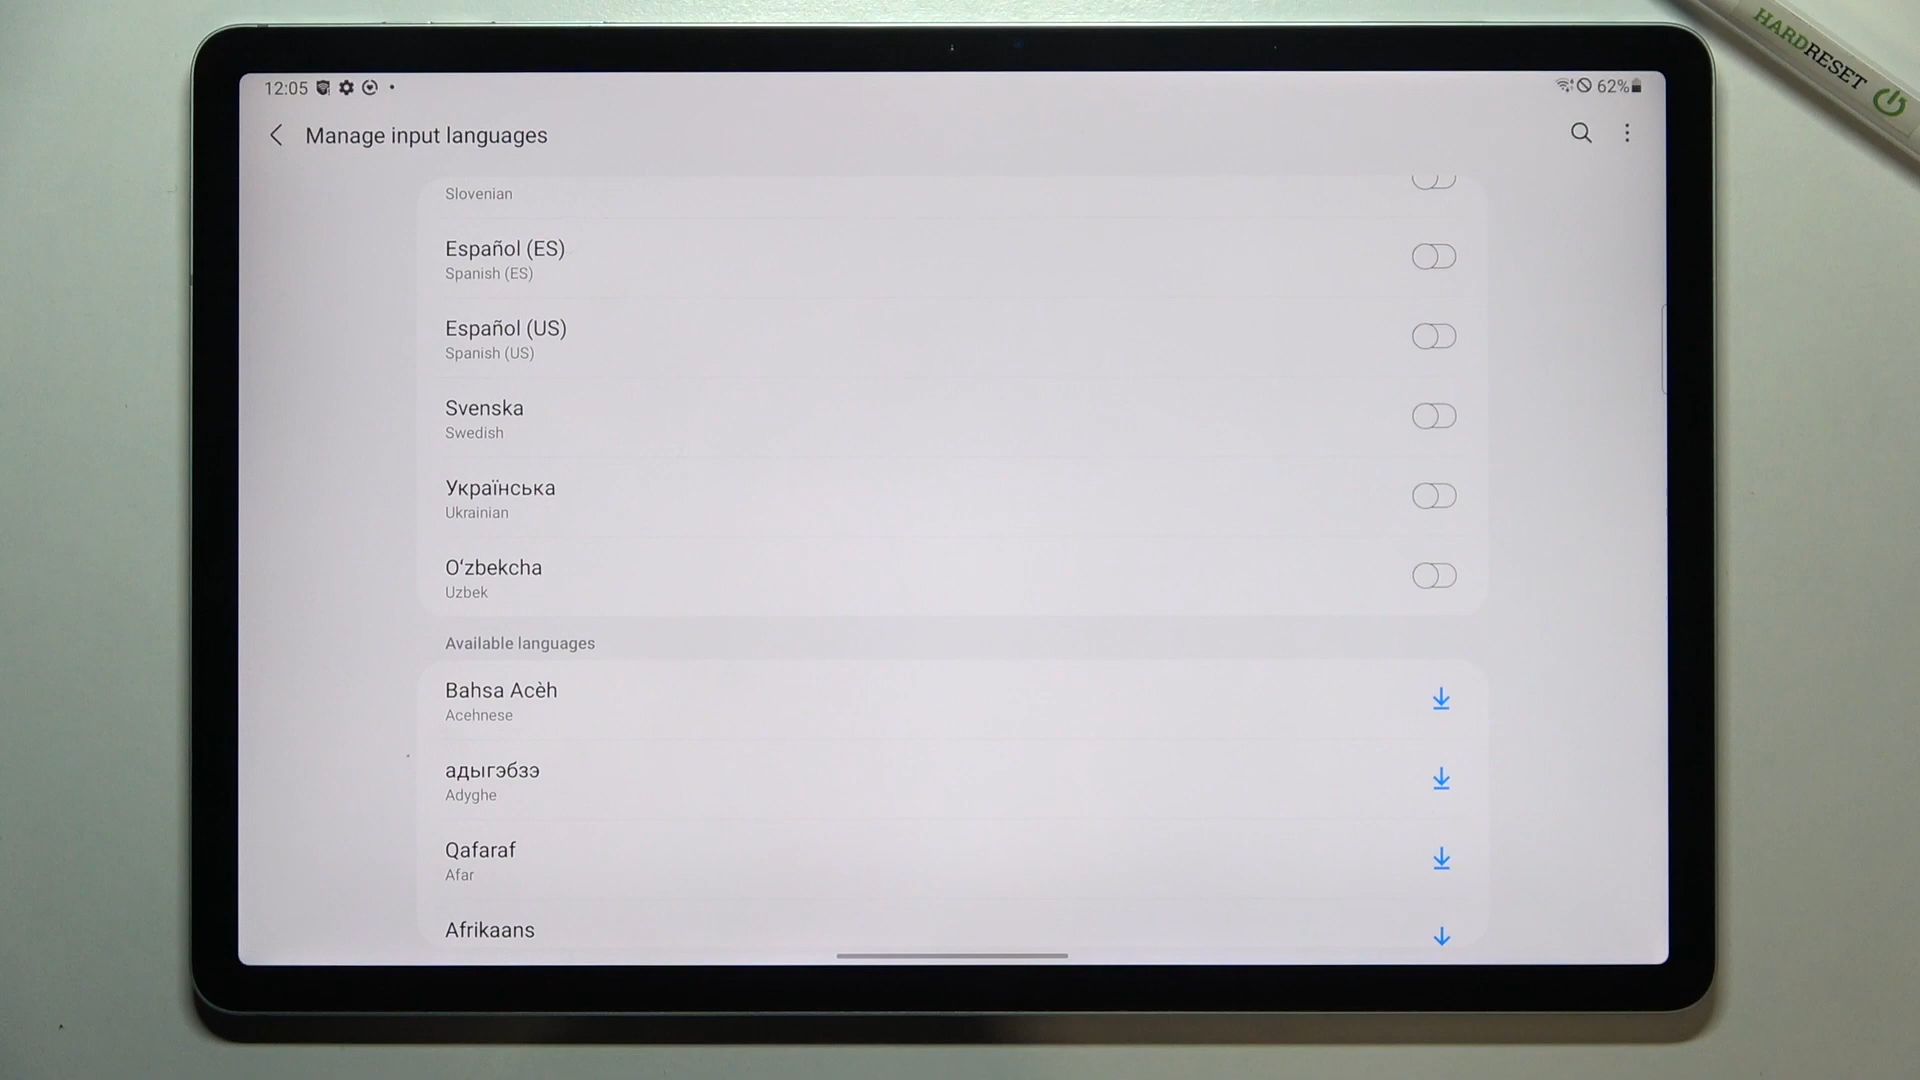 12:05
62%
HARDRESET
Manage input languages
Slovenian
Español (ES)
Spanish (ES)
Español (US)
Spanish (US)
Svenska
Swedish
Українська
Ukrainian
O‘zbekcha
Uzbek
Available languages
Bahsa Acèh
Acehnese
адыгэбзэ
Adyghe
Qafaraf
Afar
Afrikaans